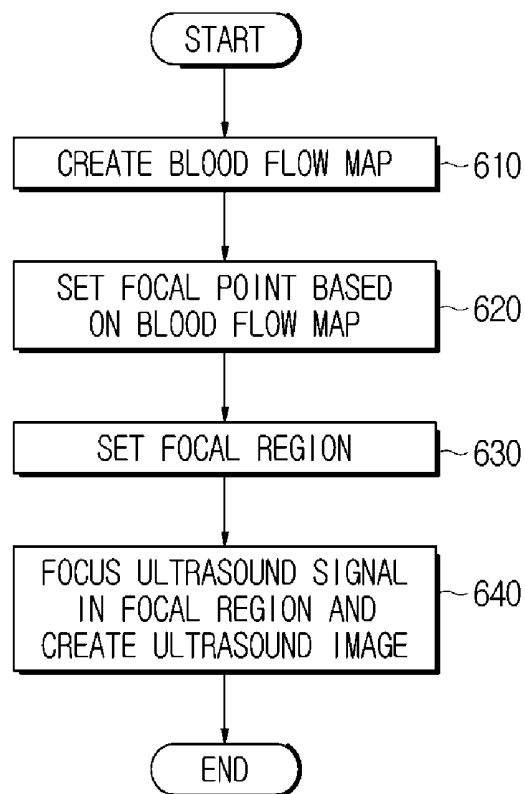 START
CREATE BLOOD FLOW MAP
610
SET FOCAL POINT BASED
ON BLOOD FLOW MAP
620
SET FOCAL REGION
630
FOCUS ULTRASOUND SIGNAL
IN FOCAL REGION AND
CREATE ULTRASOUND IMAGE
640
END